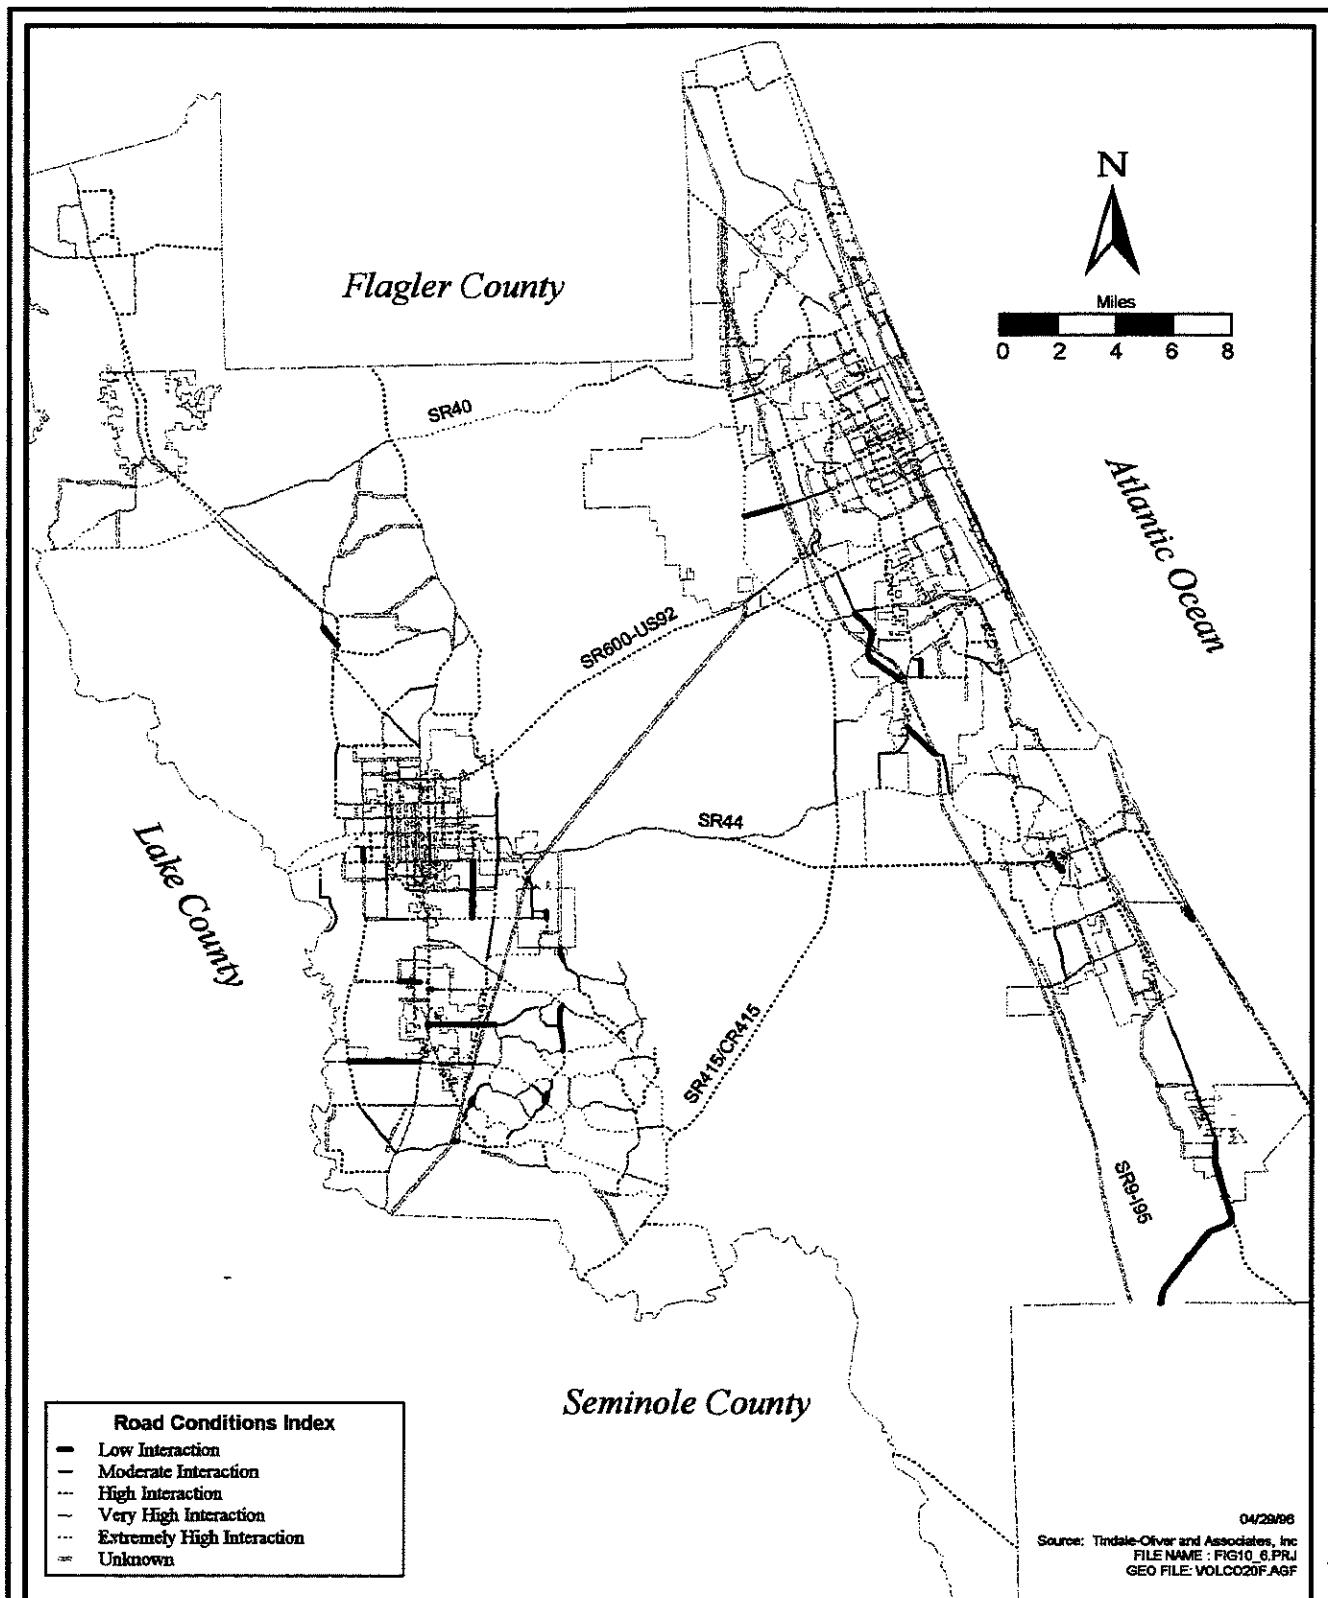 N
Flagler County
Miles
0 2 4 6 8
SR40
Atlantic Ocean
SR600-US92
SR44
Lake County
SR415/CR415
SR9-I95
Seminole County
Road Conditions Index
Low Interaction
Moderate Interaction
High Interaction
Very High Interaction
Extremely High Interaction
Unknown
04/29/96
Source: Tindale-Oliver and Associates, Inc
FILE NAME : FIG10_6.PRJ
GEO FILE: VOLCO20F.AGF